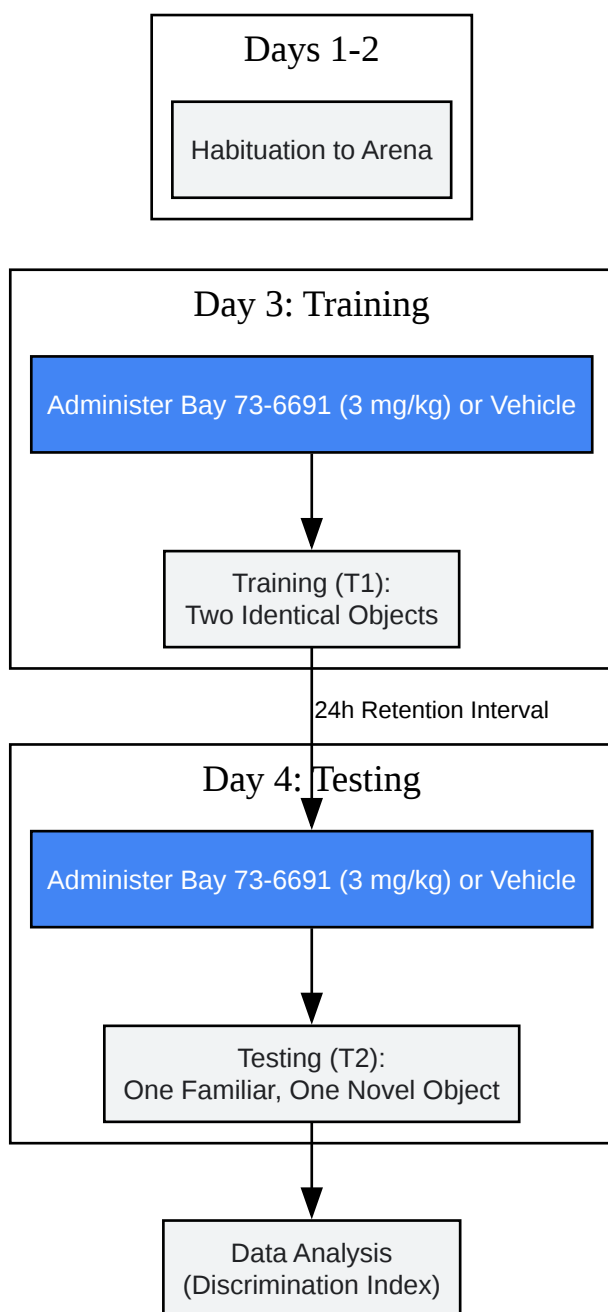 Days 1-2
Habituation to Arena
Day 3: Training
Administer Bay 73-6691 (3 mg/kg) or Vehicle
Training (T1):
Two Identical Objects
24h Retention Interval
Day 4: Testing
Administer Bay 73-6691 (3 mg/kg) or Vehicle
Testing (T2):
One Familiar, One Novel Object
Data Analysis
(Discrimination Index)